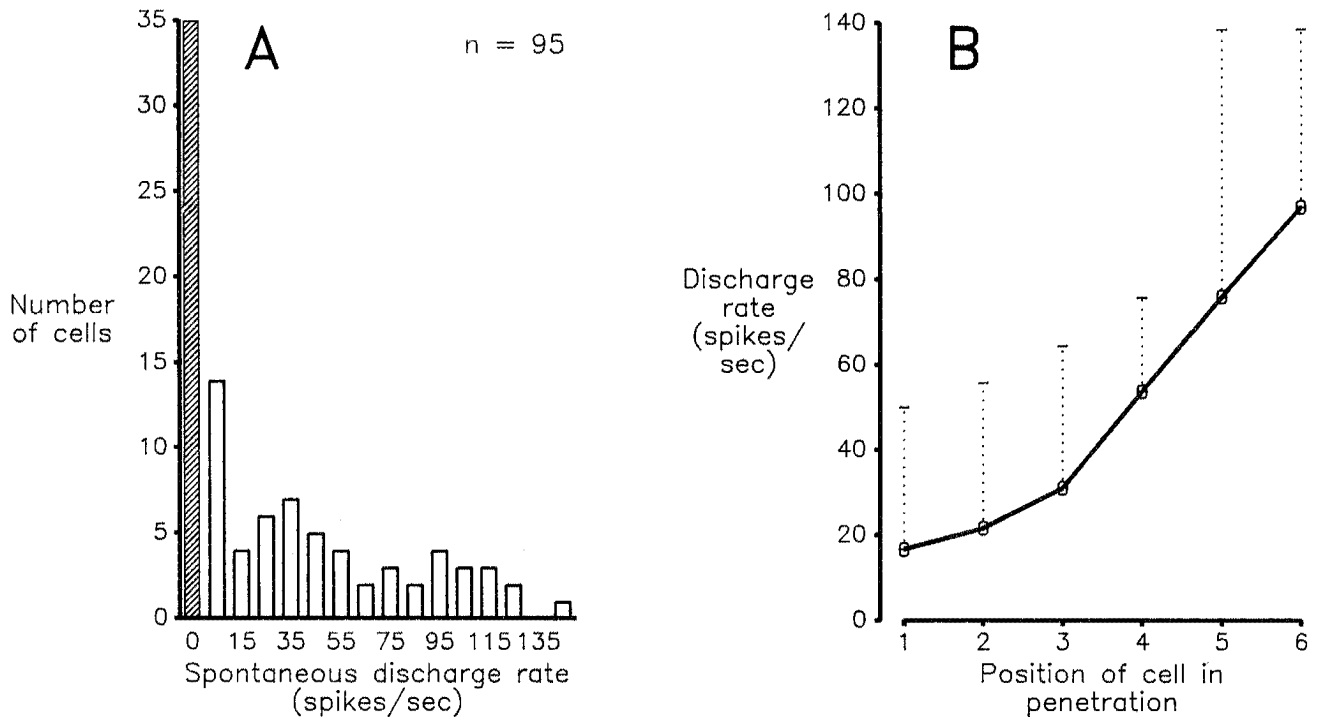 A
n = 95
35
30
25
20
15
10
5
0
Number
of cells
0 15 35 55 75 95 115 135
Spontaneous discharge rate
(spikes/sec)
B
140
120
100
80
60
40
20
0
Discharge
rate
(spikes/
sec)
1 2 3 4 5 6
Position of cell in
penetration